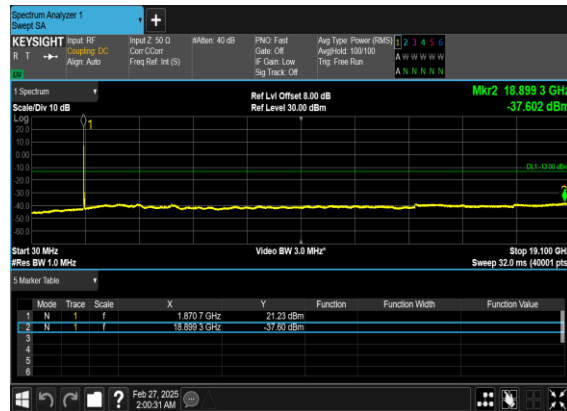 Spectrum Analyzer 1
Swept SA
KEYSIGHT Input: RF Input Z: 50 Ω #Atten: 40 dB PNO: Fast Avg Type: Power (RMS) 1 2 3 4 5 6
R T Coupling: DC Corr CCorr Gate: Off Avg|Hold: 100/100 A W W W W W
Align: Auto Freq Ref: Int (S) IF Gain: Low Trig: Free Run
Sig Track: Off A N N N N N
LXI
1 Spectrum Ref Lvl Offset 8.00 dB Mkr2 18.899 3 GHz
Scale/Div 10 dB Ref Level 30.00 dBm -37.602 dBm
Log
1
20.0
10.0
0.00
-10.0
DL1 -13.00 dBm
-20.0
2
-30.0
-40.0
-50.0
-60.0
Start 30 MHz Video BW 3.0 MHz* Stop 19.100 GHz
#Res BW 1.0 MHz Sweep 32.0 ms (40001 pts)
5 Marker Table
Mode Trace Scale X Y Function Function Width Function Value
1 N 1 f 1.870 7 GHz 21.23 dBm
2 N 1 f 18.899 3 GHz -37.60 dBm
3
4
5
6
? Feb 27, 2025
2:00:31 AM